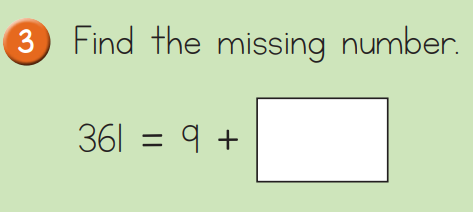 3 Find the missing number.
361 = 9 +